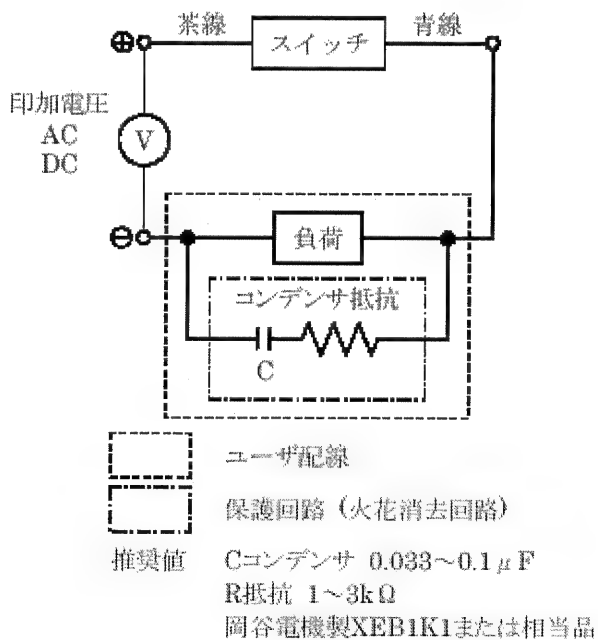 茶線
スイッチ
青線
⊕
印加電圧
AC
DC
V
⊖
負荷
コンデンサ抵抗
C
ユーザ配線
保護回路 (火花消去回路)
推奨値 Cコンデンサ 0.033～0.1μF
R抵抗 1～3kΩ
岡谷電機製XEB1K1または相当品